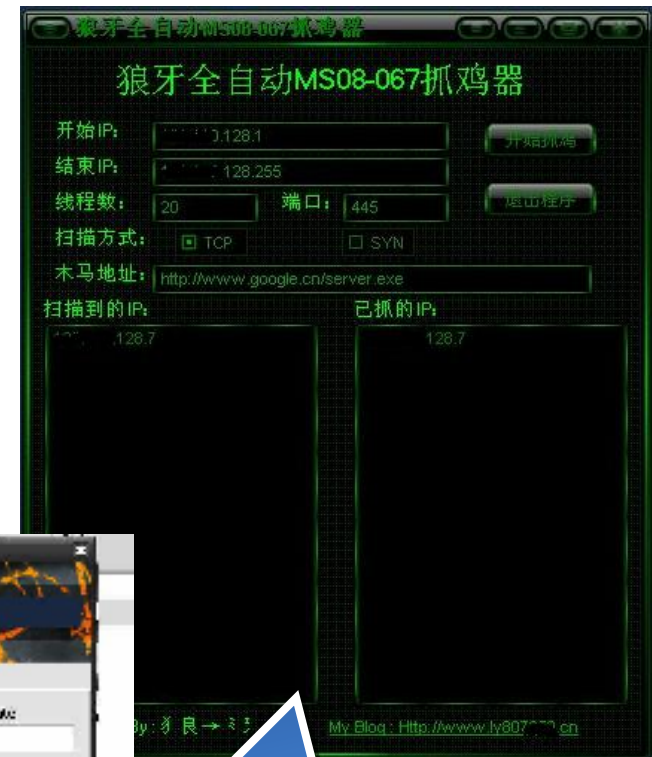 狼牙全自动MS08-067抓鸡器
狼牙全自动MS08-067抓鸡器
开始IP: .128.1 开始抓鸡
结束IP: 128.255
线程数: 20 端口: 445 退出程序
扫描方式: TCP SYN
木马地址: http://www.google.cn/server.exe
扫描到的IP: 已抓的IP:
.128.7 128.7
My Blog : Http://www.ly807 .cn